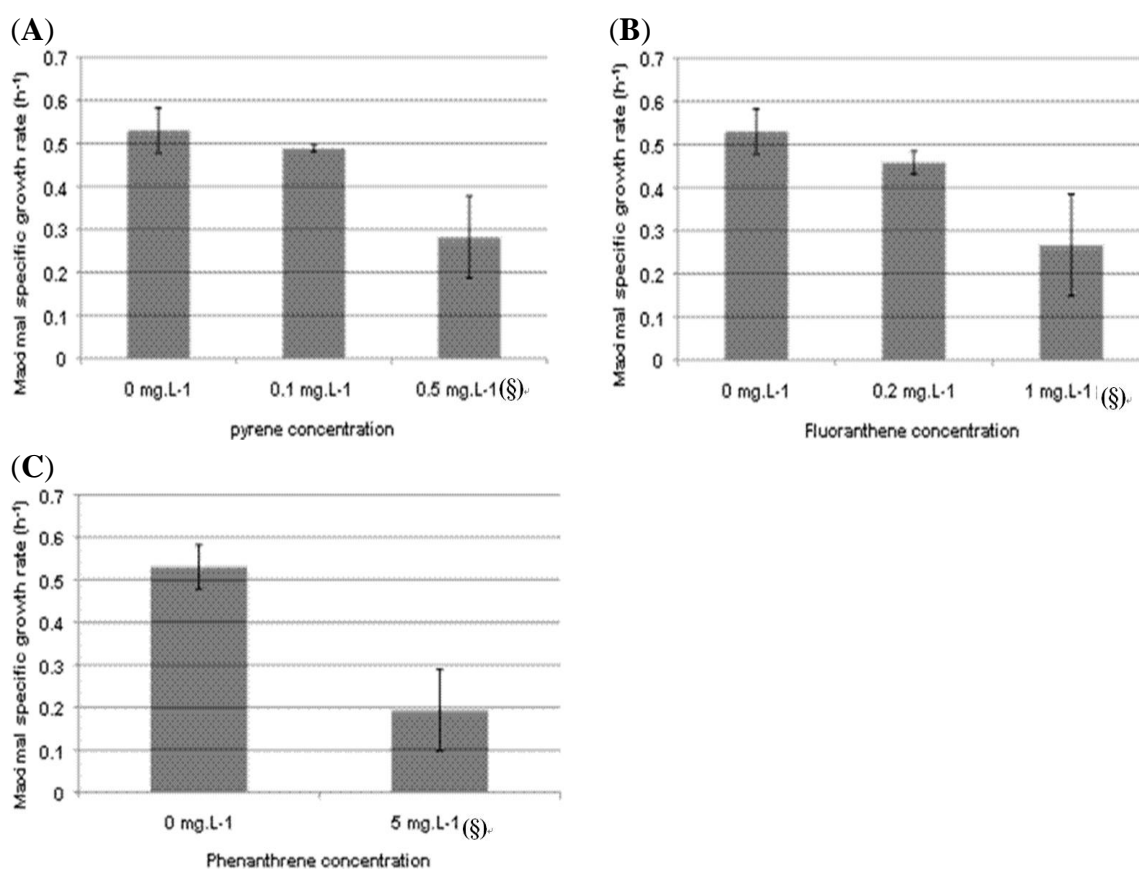 (A)
Maximal specific growth rate (h-1)
0.7
0.6
0.5
0.4
0.3
0.2
0.1
0
0 mg.L-1 0.1 mg.L-1 0.5 mg.L-1(§)
pyrene concentration
(B)
Maximal specific growth rate (h-1)
0.7
0.6
0.5
0.4
0.3
0.2
0.1
0
0 mg.L-1 0.2 mg.L-1 1 mg.L-1 (§)
Fluoranthene concentration
(C)
Maximal specific growth rate (h-1)
0.7
0.6
0.5
0.4
0.3
0.2
0.1
0
0 mg.L-1 5 mg.L-1(§)
Phenanthrene concentration